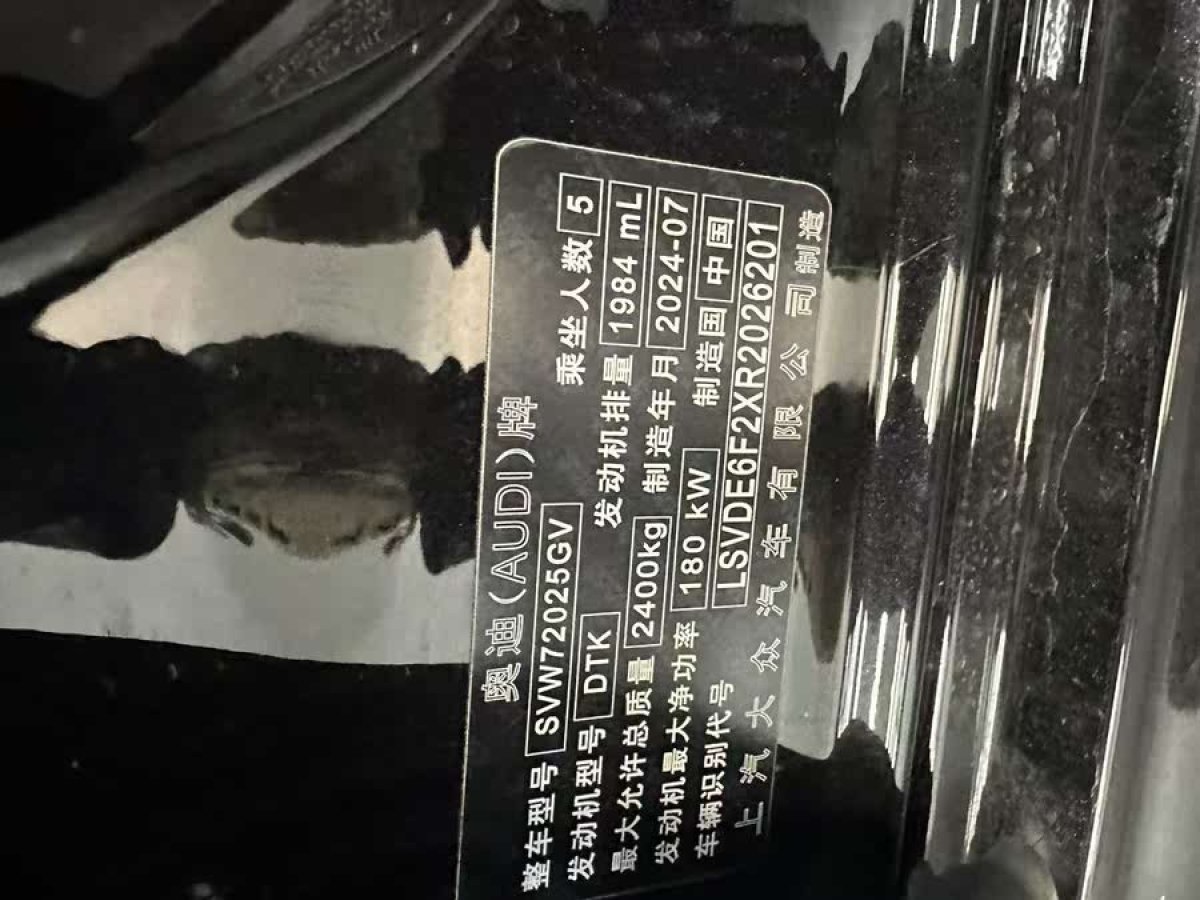 奥迪(AUDI)牌
整车型号 SVW72025GV 乘坐人数 5
发动机型号 DTK 发动机排量 1984 mL
最大允许总质量 2400kg 制造年月 2024-07
发动机最大净功率 180 kW 制造国 中国
车辆识别代号 LSVDE6F2XR2026201
上汽大众汽车有限公司制造